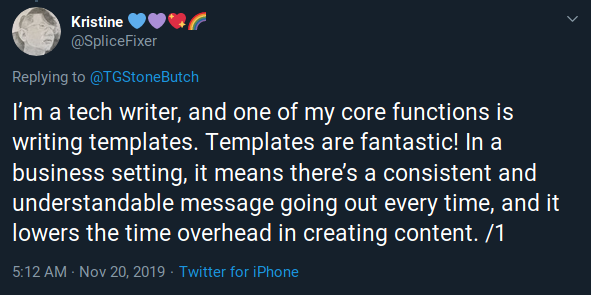 Kristine 💙💜💖🌈
@SpliceFixer
Replying to @TGStoneButch
I'm a tech writer, and one of my core functions is
writing templates. Templates are fantastic! In a
business setting, it means there's a consistent and
understandable message going out every time, and it
lowers the time overhead in creating content. /1
5:12 AM · Nov 20, 2019 · Twitter for iPhone